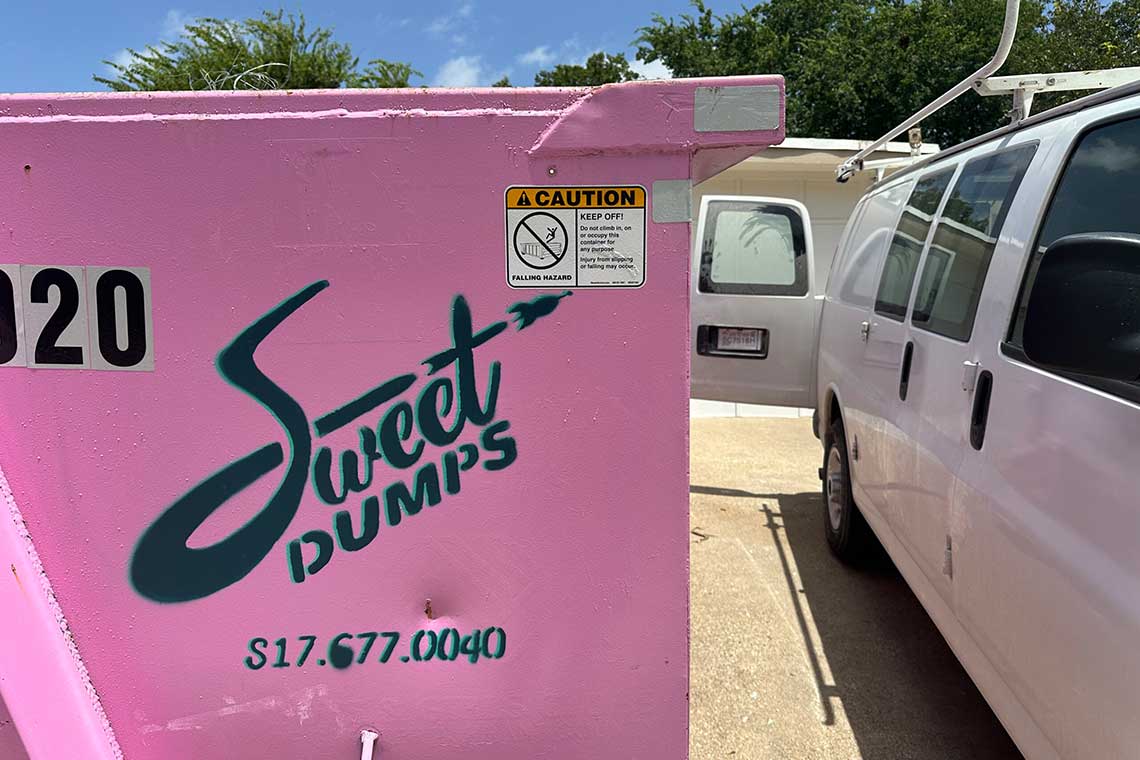 CAUTION
KEEP OFF!
Do not climb in, on
or occupy this
container for
any purpose
Injury from slipping
or falling may occur.
FALLING HAZARD
020
Sweet
DUMPS
817.677.0040